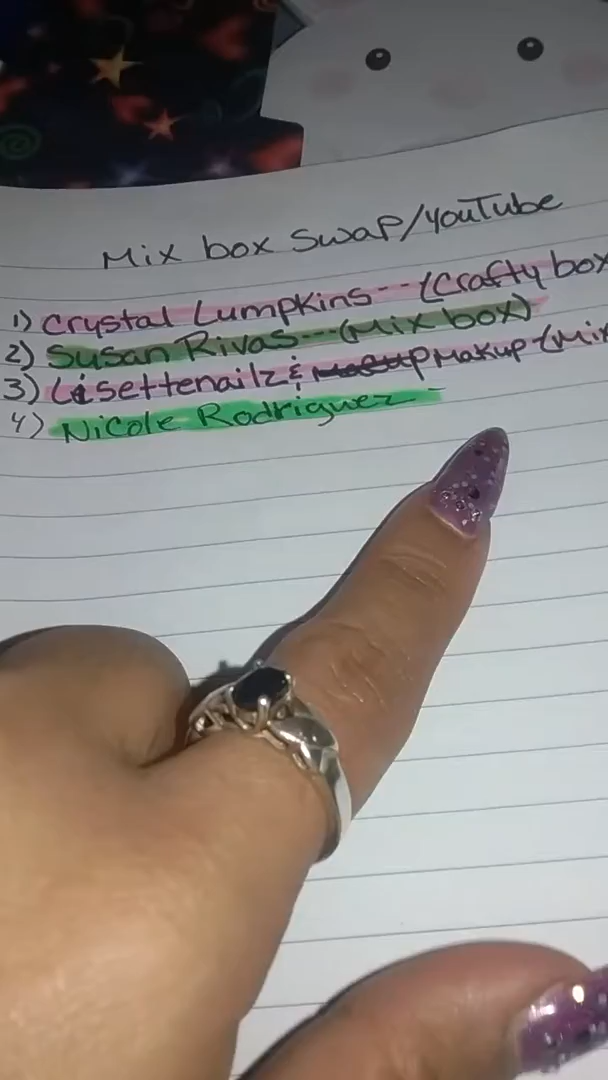 Mix box Swap/YouTube
1) Crystal Lumpkins---(Crafty box
2) Susan Rivas---(Mix box)
3) Lisettenailz & Makup-(Mix
4) Nicole Rodriguez -